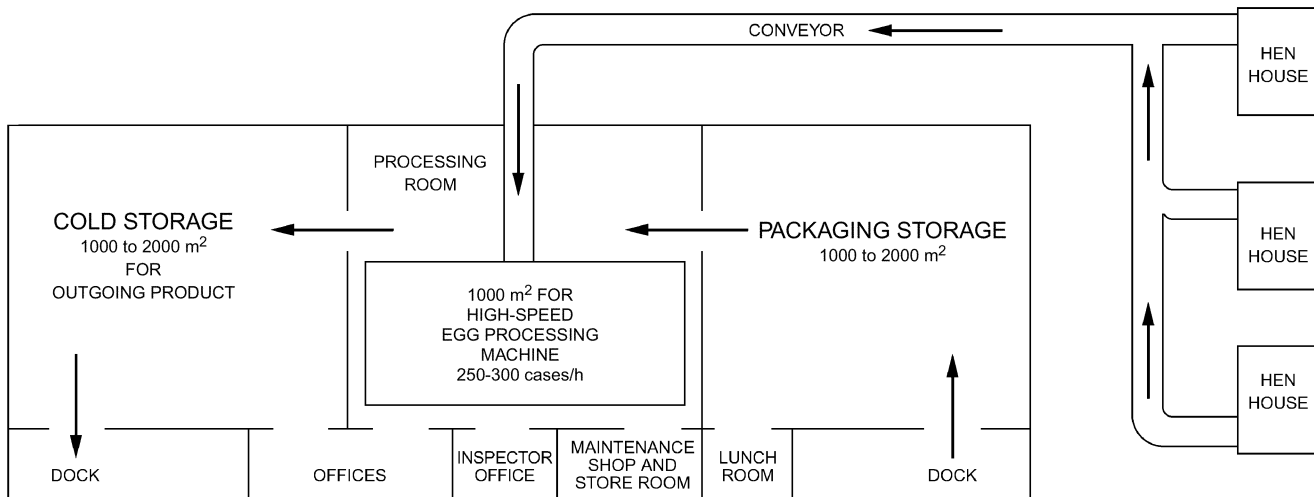 CONVEYOR
HEN
HOUSE
PROCESSING
ROOM
COLD STORAGE
1000 to 2000 m²
FOR
OUTGOING PRODUCT
PACKAGING STORAGE
1000 to 2000 m²
HEN
HOUSE
1000 m² FOR
HIGH-SPEED
EGG PROCESSING
MACHINE
250-300 cases/h
HEN
HOUSE
DOCK
OFFICES
INSPECTOR
OFFICE
MAINTENANCE
SHOP AND
STORE ROOM
LUNCH
ROOM
DOCK